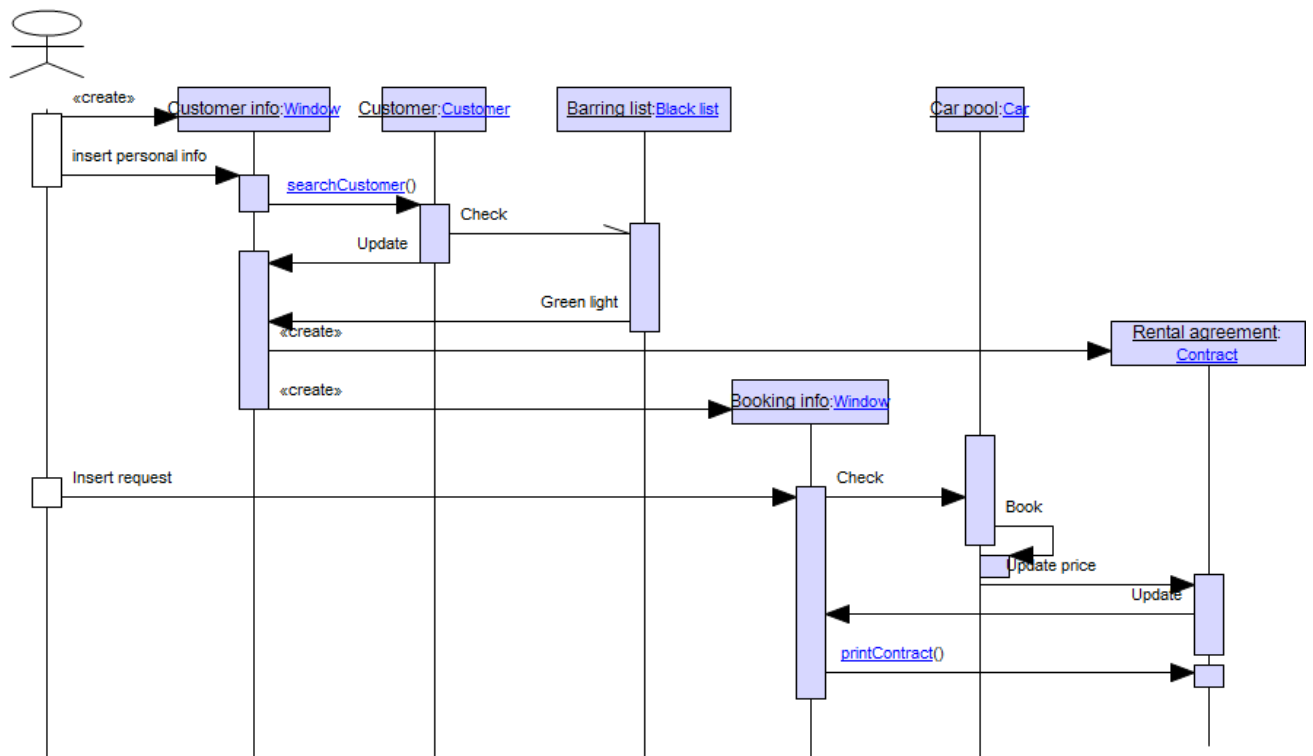 «create»
Customer info:Window
Customer:Customer
Barring list:Black list
Car pool:Car
insert personal info
searchCustomer()
Check
Update
Green light
«create»
Rental agreement:
Contract
«create»
Booking info:Window
Insert request
Check
Book
Update price
Update
printContract()